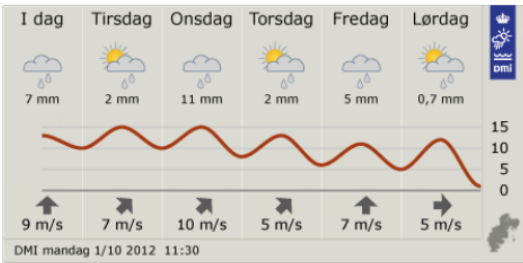 I dag Tirsdag Onsdag Torsdag Fredag Lørdag
DMI
7 mm 2 mm 11 mm 2 mm 5 mm 0,7 mm
15
10
5
0
9 m/s 7 m/s 10 m/s 5 m/s 7 m/s 5 m/s
DMI mandag 1/10 2012 11:30